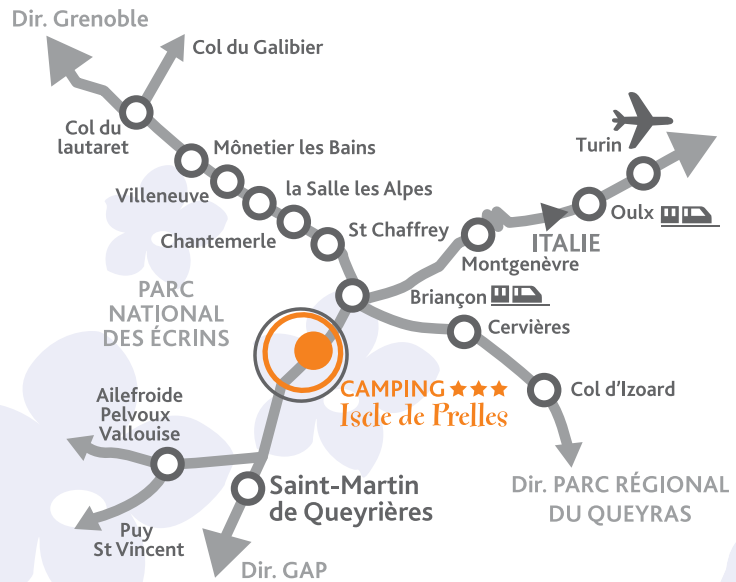 Dir. Grenoble
Col du Galibier
Col du
lautaret
Mônetier les Bains
Villeneuve
la Salle les Alpes
Chantemerle
St Chaffrey
Turin
Oulx
ITALIE
Montgenèvre
Briançon
Cervières
Col d'Izoard
PARC
NATIONAL
DES ÉCRINS
CAMPING ★★★
Iscle de Prelles
Ailefroide
Pelvoux
Vallouise
Puy
St Vincent
Saint-Martin
de Queyrières
Dir. PARC RÉGIONAL
DU QUEYRAS
Dir. GAP